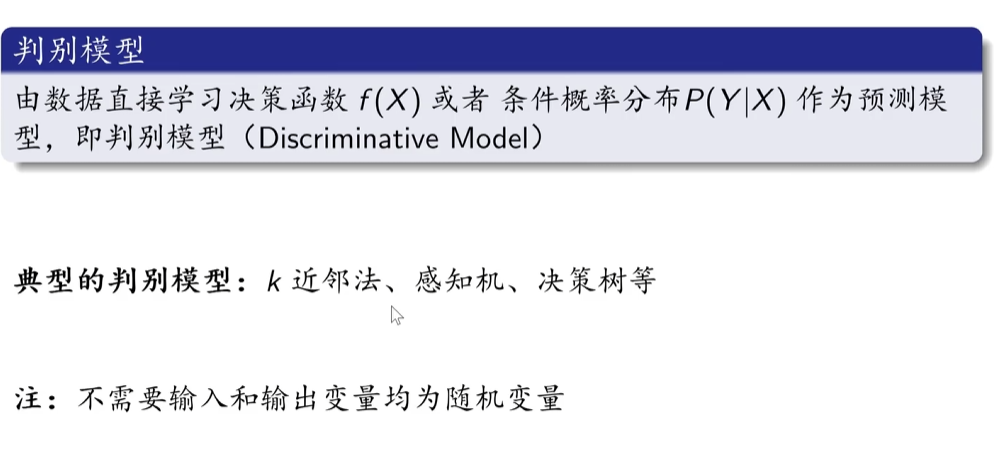 判别模型
由数据直接学习决策函数 f(X) 或者 条件概率分布P(Y|X) 作为预测模
型，即判别模型（Discriminative Model）
典型的判别模型：k 近邻法、感知机、决策树等
注：不需要输入和输出变量均为随机变量